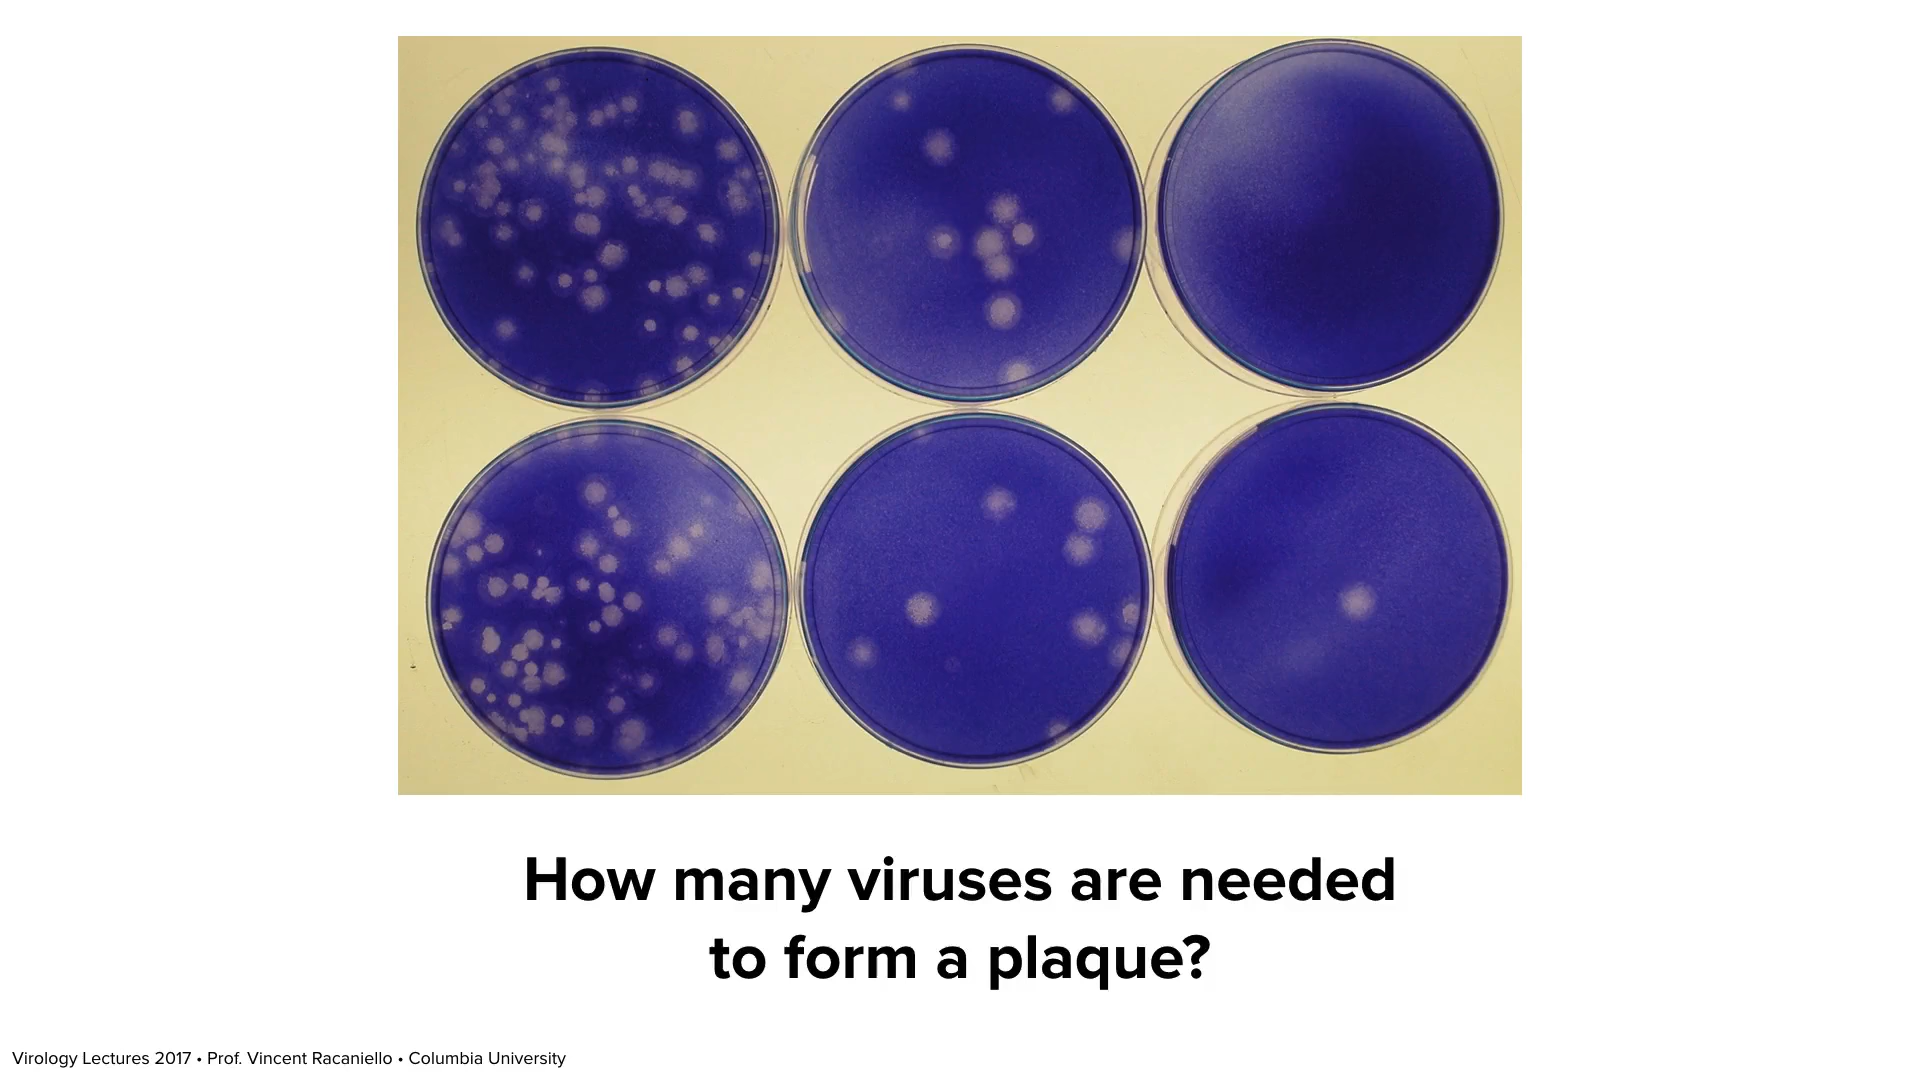 How many viruses are needed
to form a plaque?
Virology Lectures 2017 • Prof. Vincent Racaniello • Columbia University